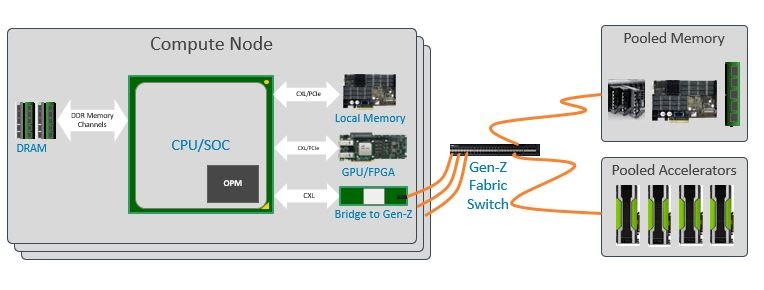 Compute Node
DRAM
DDR Memory
Channels
CPU/SOC
OPM
CXL/PCIe
Local Memory
CXL/PCIe
GPU/FPGA
CXL
Bridge to Gen-Z
Gen-Z
Fabric
Switch
Pooled Memory
Pooled Accelerators